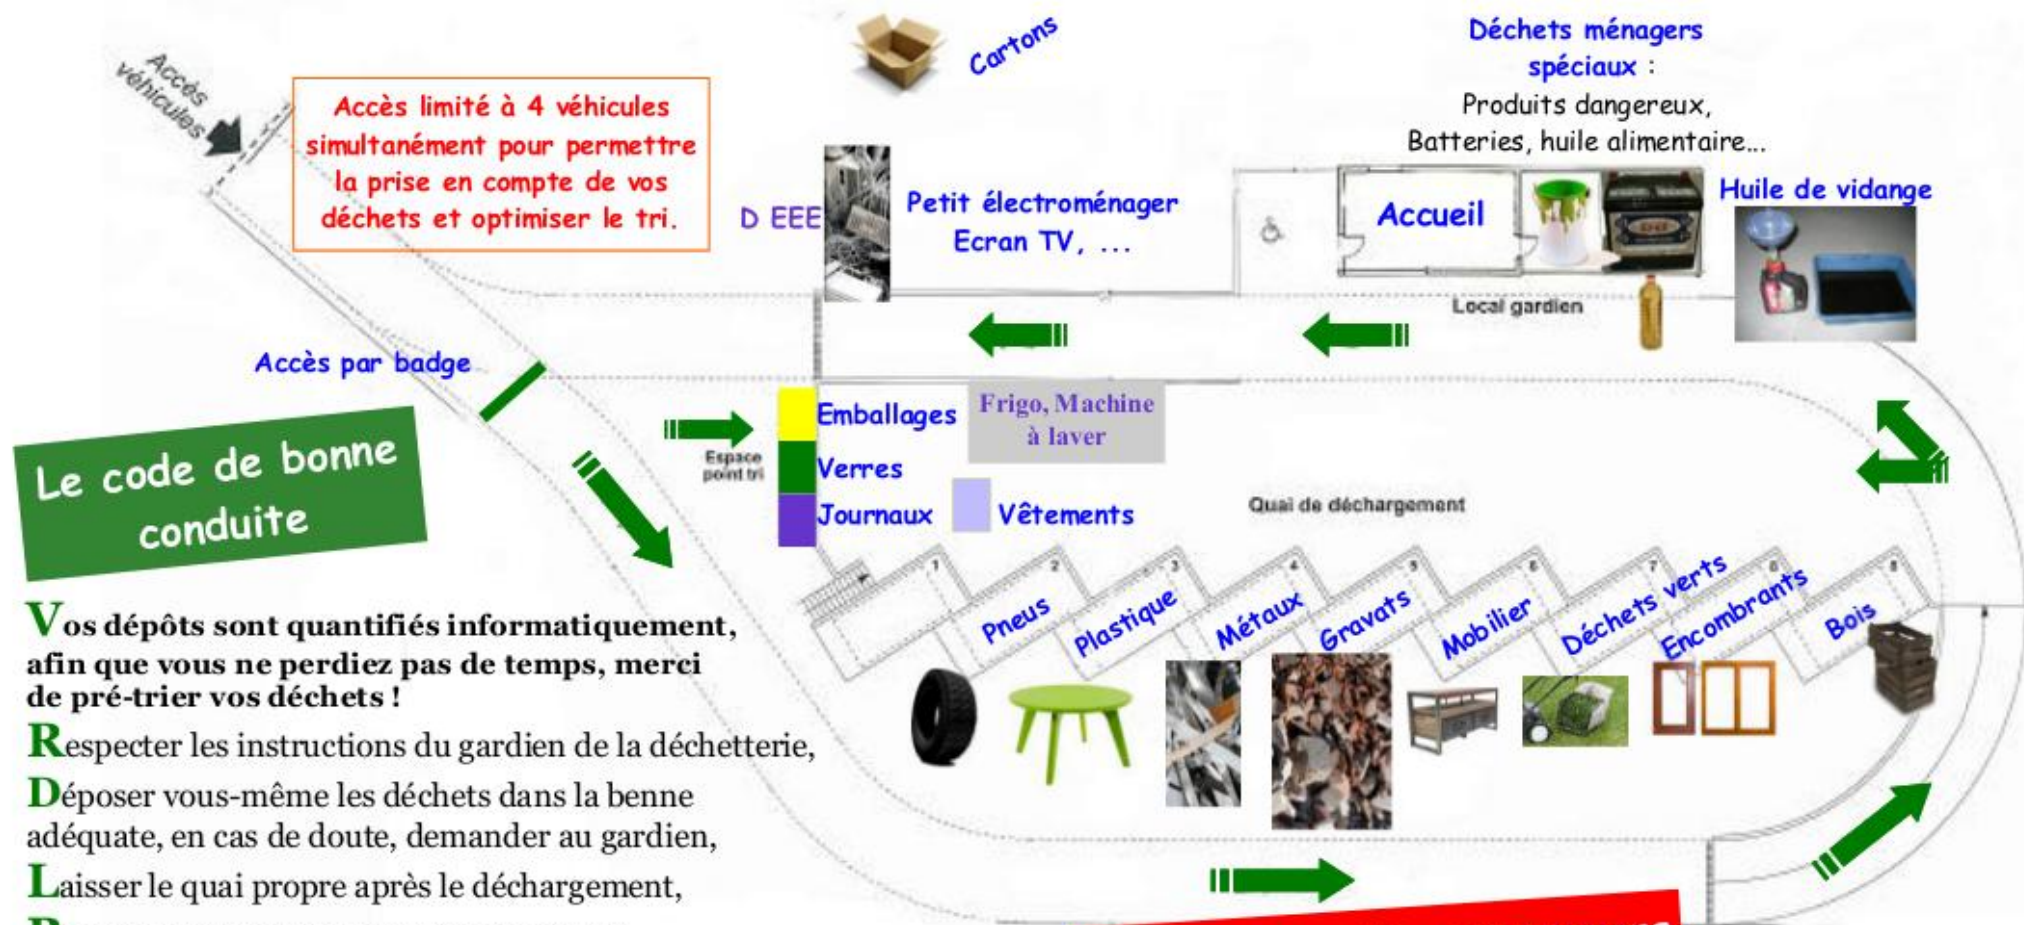 Accés
véhicules
Accès limité à 4 véhicules
simultanément pour permettre
la prise en compte de vos
déchets et optimiser le tri.
Cartons
Déchets ménagers
spéciaux :
Produits dangereux,
Batteries, huile alimentaire...
D EEE
Petit électroménager
Ecran TV, ...
Accueil
Huile de vidange
Local gardien
Accès par badge
Espace
point tri
Emballages
Verres
Journaux
Frigo, Machine
à laver
Vêtements
Quai de déchargement
1
2
3
4
5
6
7
8
Pneus
Plastique
Métaux
Gravats
Mobilier
Déchets verts
Encombrants
Bois
Le code de bonne
conduite
Vos dépôts sont quantifiés informatiquement,
afin que vous ne perdiez pas de temps, merci
de pré-trier vos déchets !
Respecter les instructions du gardien de la déchetterie,
Déposer vous-même les déchets dans la benne
adéquate, en cas de doute, demander au gardien,
Laisser le quai propre après le déchargement,